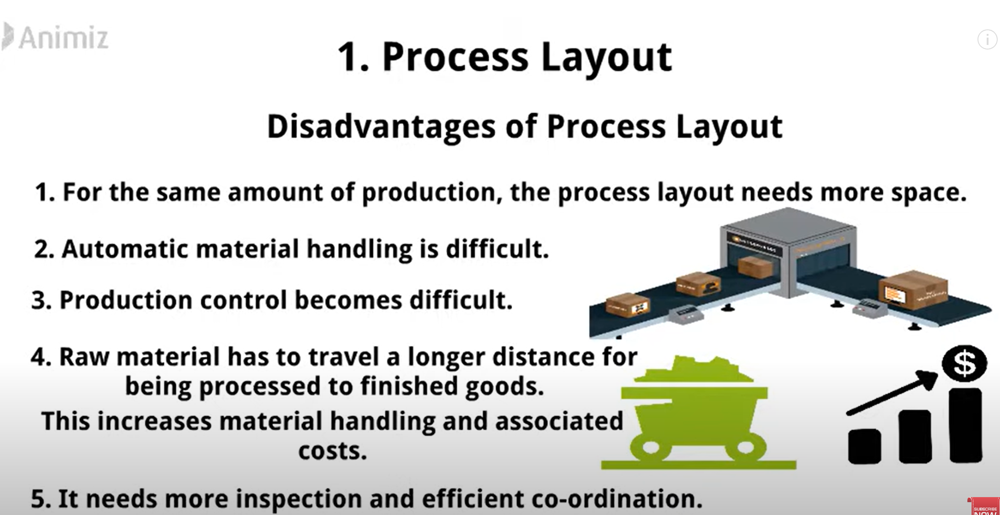 Animiz
1. Process Layout
Disadvantages of Process Layout
1. For the same amount of production, the process layout needs more space.
2. Automatic material handling is difficult.
3. Production control becomes difficult.
4. Raw material has to travel a longer distance for
being processed to finished goods.
This increases material handling and associated
costs.
$
5. It needs more inspection and efficient co-ordination.
SUBSCRIBE
NOW